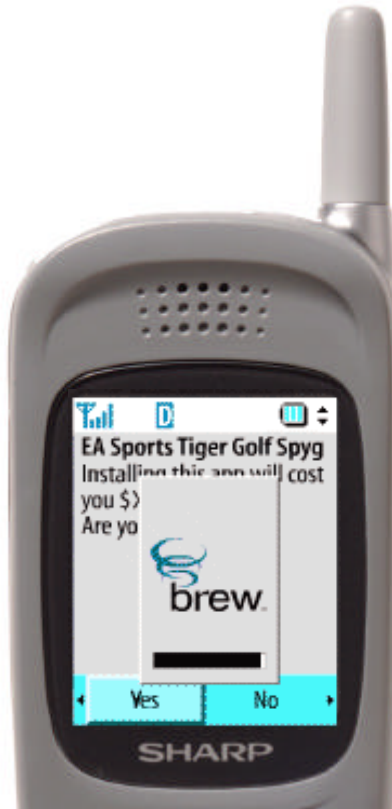 D
EA Sports Tiger Golf Spyg
Installing this app will cost
you $X
Are yo
brew
Yes No
SHARP